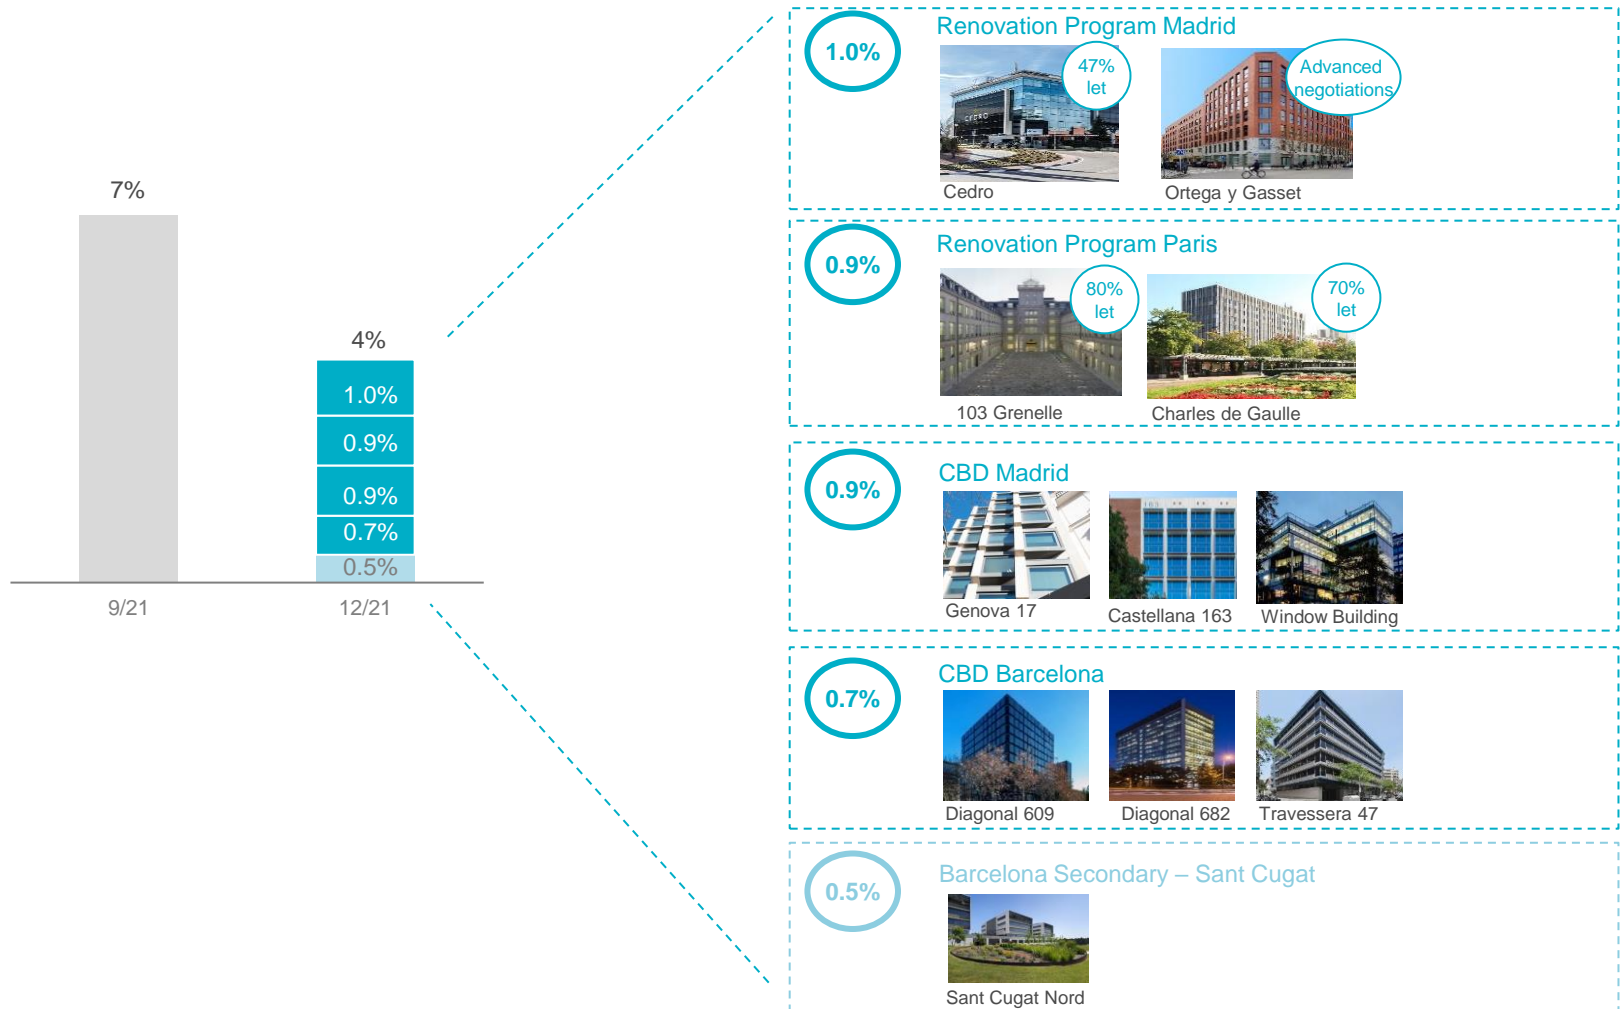 7%
4%
1.0%
0.9%
0.9%
0.7%
0.5%
9/21
12/21
1.0%
Renovation Program Madrid
47%
let
Advanced
negotiations
CEDRO
Cedro
Ortega y Gasset
0.9%
Renovation Program Paris
80%
let
70%
let
103 Grenelle
Charles de Gaulle
0.9%
CBD Madrid
163
Genova 17
Castellana 163
Window Building
0.7%
CBD Barcelona
Diagonal 609
Diagonal 682
Travessera 47
0.5%
Barcelona Secondary – Sant Cugat
Sant Cugat Nord